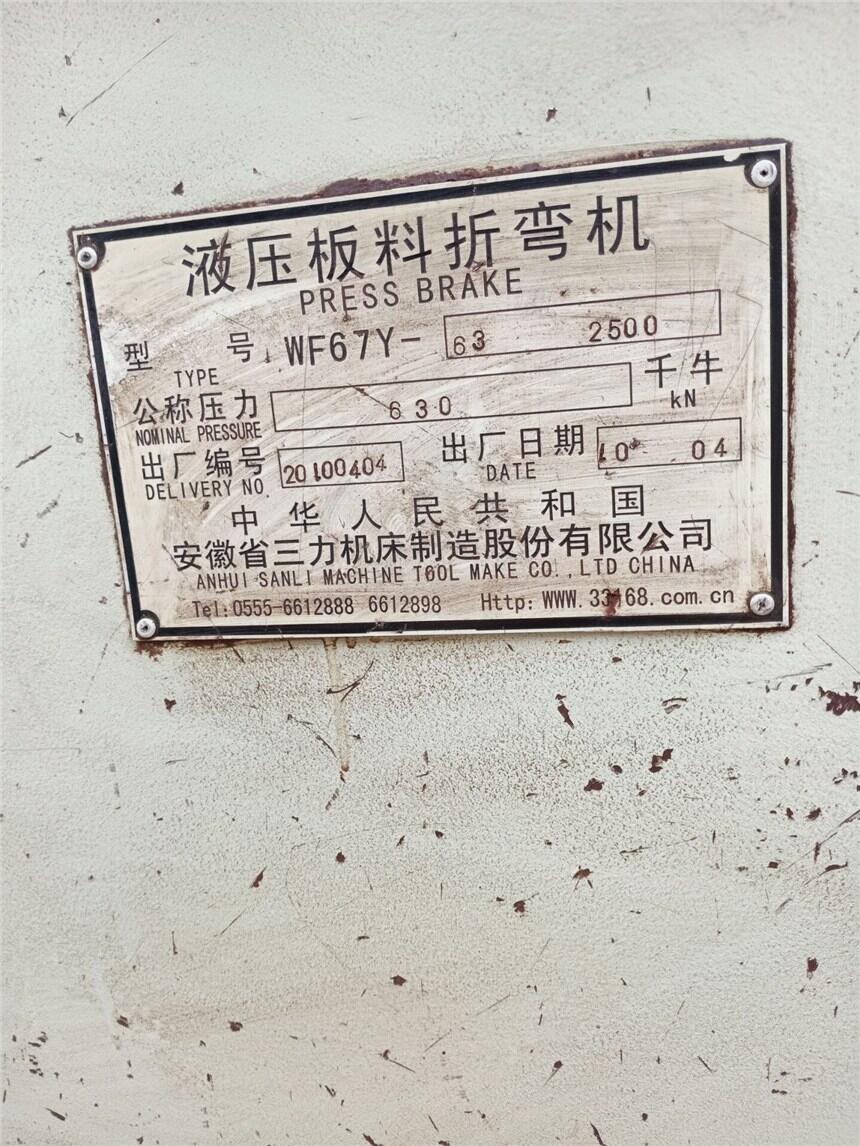 液压板料折弯机
PRESS BRAKE
型 号 WF67Y- 63 2500
TYPE
公称压力 630 千牛
NOMINAL PRESSURE kN
出厂编号 20100404 出厂日期 10 04
DELIVERY NO. DATE
中华人民共和国
安徽省三力机床制造股份有限公司
ANHUI SANLI MACHINE TOOL MAKE CO.,LTD CHINA
Tel:0555-6612888 6612898 Http: WWW.33168.com.cn